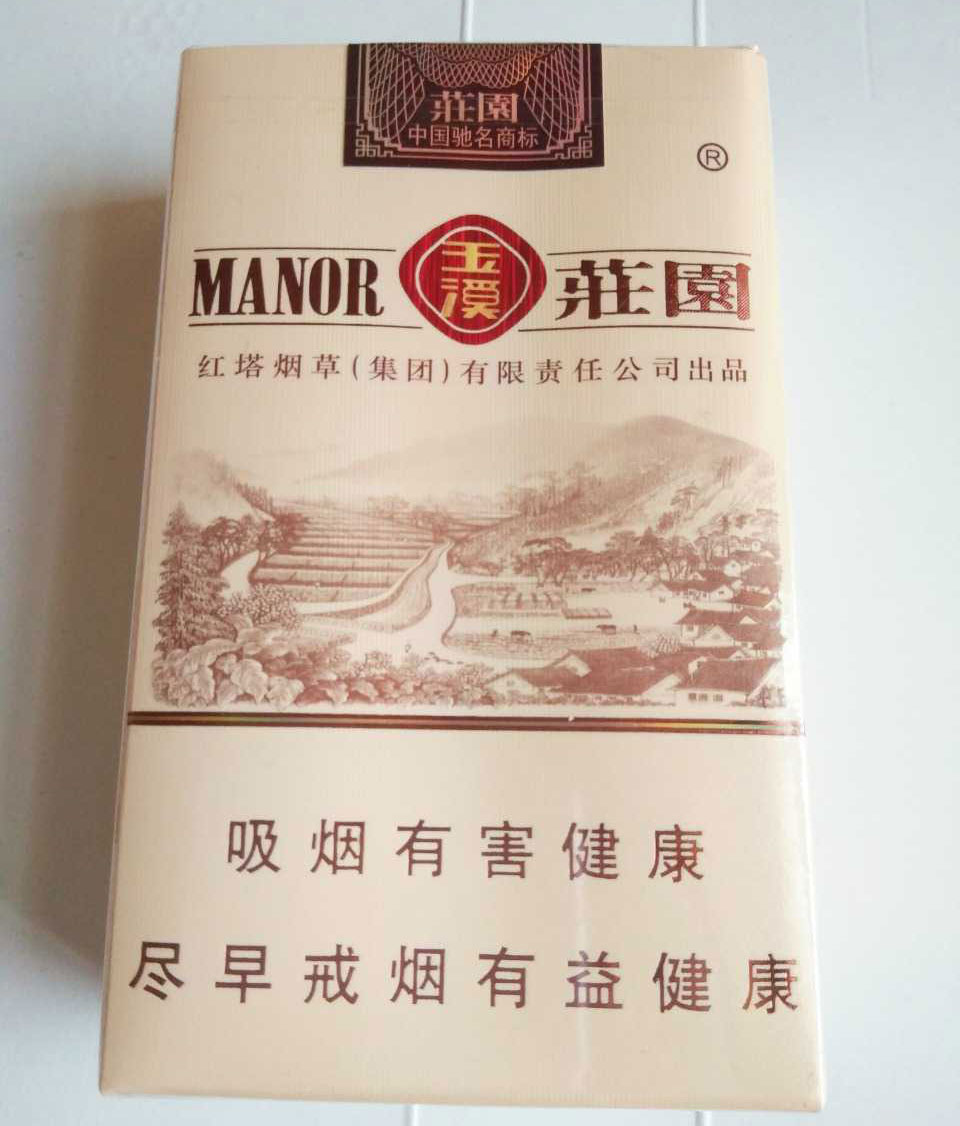 莊園
中国驰名商标
®
MANOR 玉溪 莊園
红塔烟草(集团)有限责任公司出品
吸烟有害健康
尽早戒烟有益健康